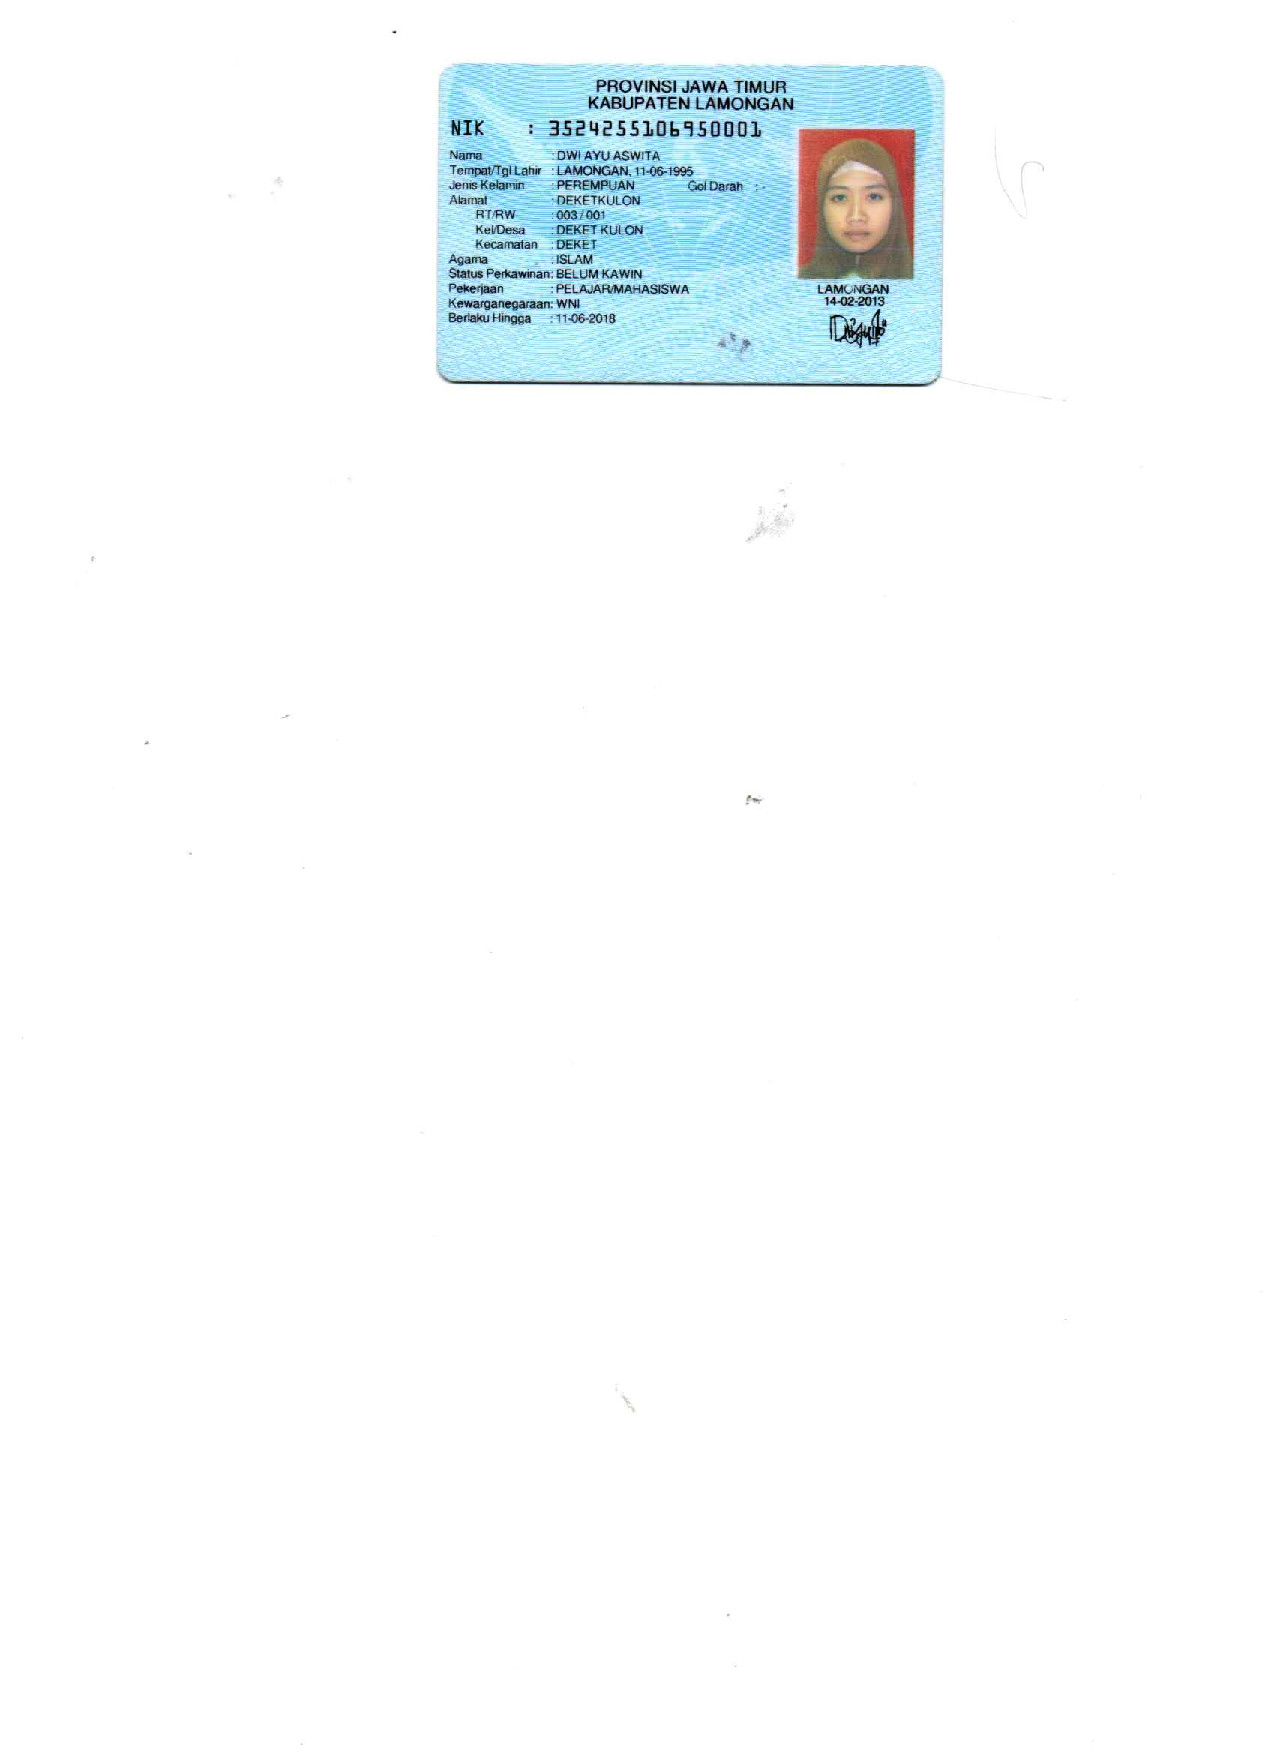 PROVINSI JAWA TIMUR
KABUPATEN LAMONGAN
NIK : 3524255106950001
Nama : DWI AYU ASWITA
Tempat/Tgl Lahir : LAMONGAN, 11-06-1995
Jenis Kelamin : PEREMPUAN Gol Darah : -
Alamat : DEKETKULON
RT/RW : 003 / 001
Kel/Desa : DEKET KULON
Kecamatan : DEKET
Agama : ISLAM
Status Perkawinan: BELUM KAWIN
Pekerjaan : PELAJAR/MAHASISWA
Kewarganegaraan: WNI
Berlaku Hingga : 11-06-2018
LAMONGAN
14-02-2013